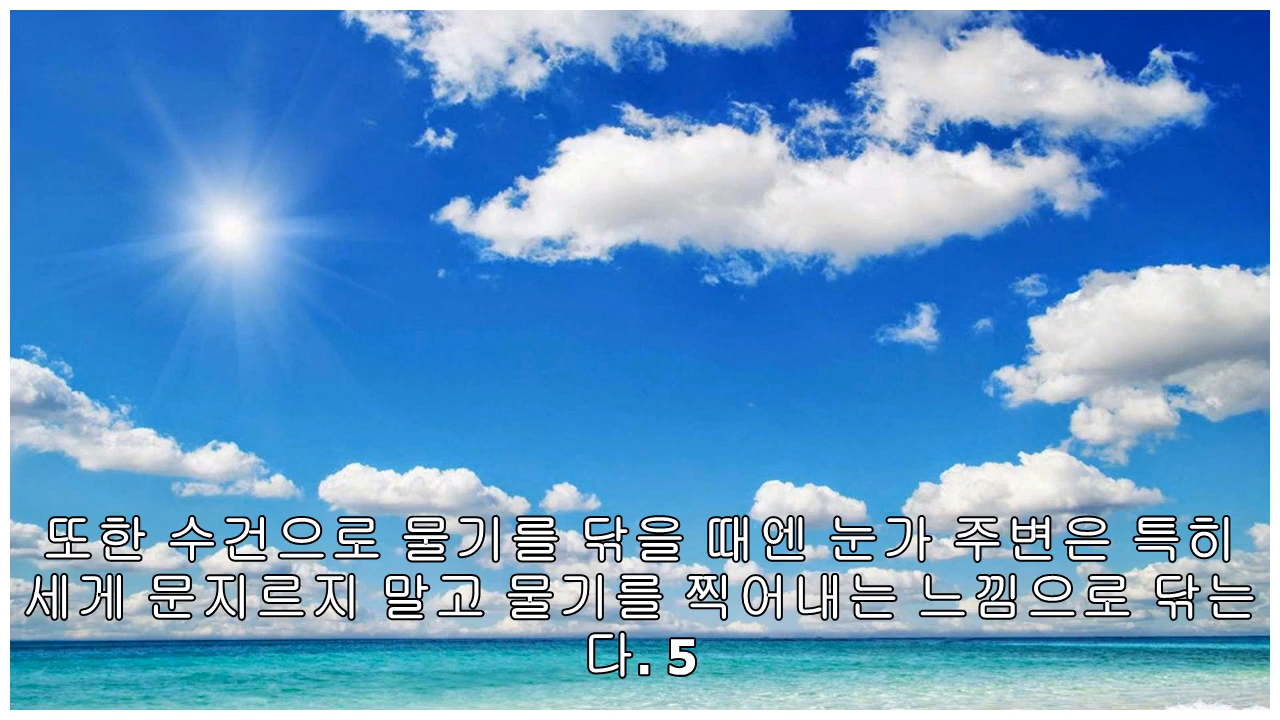 또한 수건으로 물기를 닦을 때엔 눈가 주변은 특히
세게 문지르지 말고 물기를 찍어내는 느낌으로 닦는
다. 5